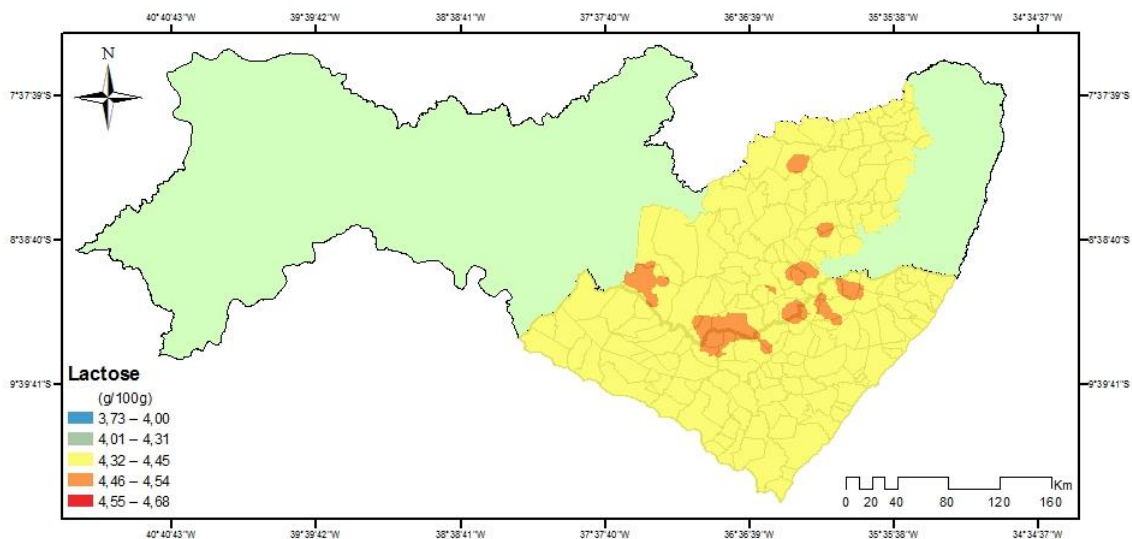 40°40'43"W 39°39'42"W 38°38'41"W 37°37'40"W 36°36'39"W 35°35'38"W 34°34'37"W
N
7°37'39"S 7°37'39"S
8°38'40"S 8°38'40"S
9°39'41"S 9°39'41"S
Lactose
(g/100g)
3,73 – 4,00
4,01 – 4,31
4,32 – 4,45
4,46 – 4,54
4,55 – 4,68
Km
0 20 40 80 120 160
40°40'43"W 39°39'42"W 38°38'41"W 37°37'40"W 36°36'39"W 35°35'38"W 34°34'37"W